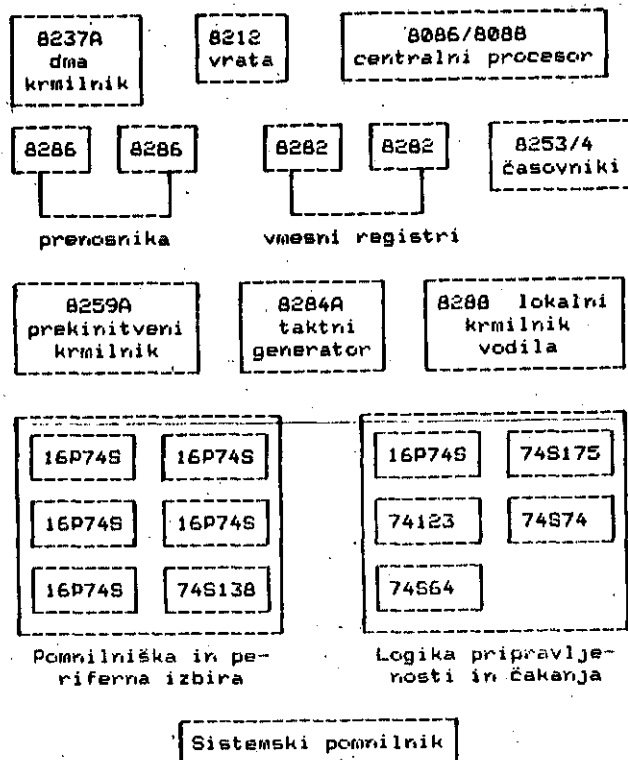 8237A
dma
krmilnik
8212
vrata
8086/8088
centralni procesor
8286
8286
8282
8282
8253/4
časovniki
prenosnika
vmesni registri
8259A
prekinitveni
krmilnik
8284A
taktni
generator
8288 lokalni
krmilnik
vodila
16P74S
16P74S
16P74S
16P74S
16P74S
74S138
16P74S
74S175
74123
74S74
74S64
Pomnilniška in pe-
riferna izbira
Logika pripravlje-
nosti in čakanja
Sistemski pomnilnik